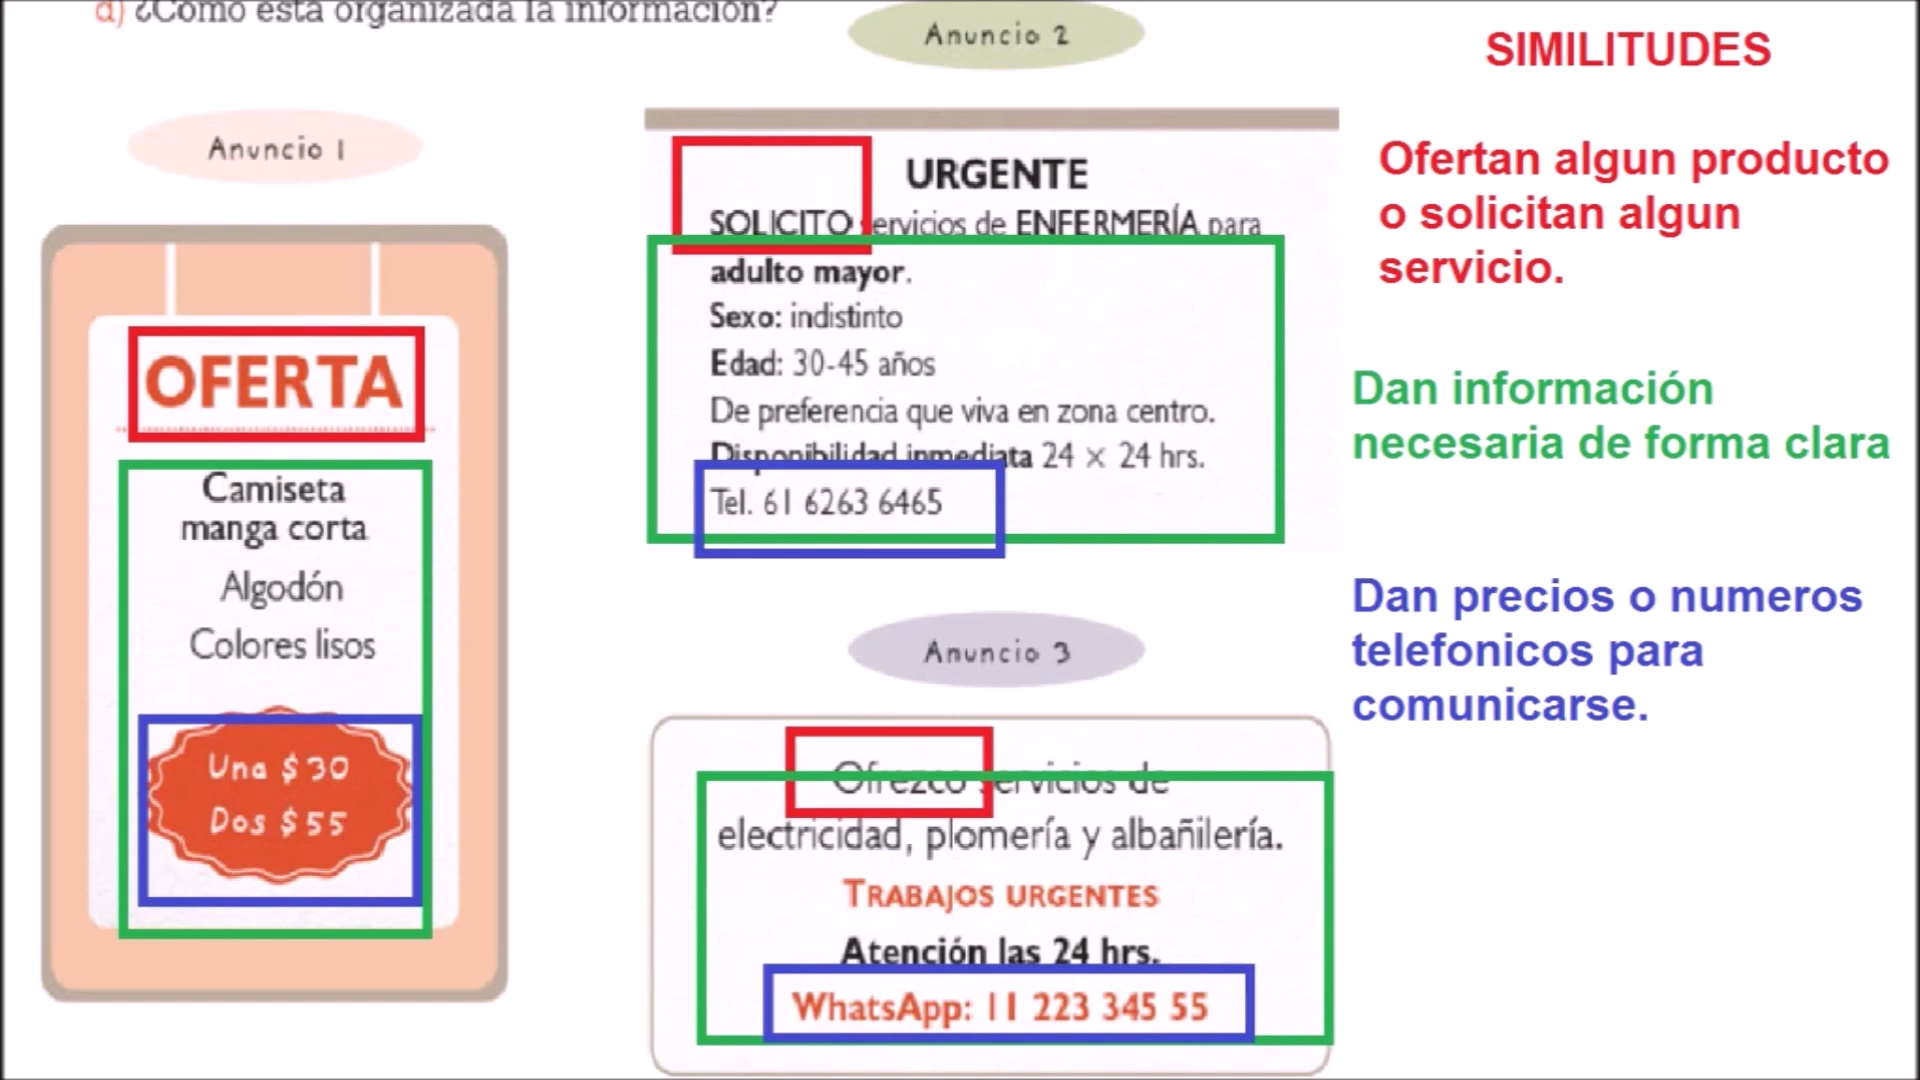 d) ¿Cómo está organizada la información?
Anuncio 1
OFERTA
Camiseta
manga corta
Algodón
Colores lisos
Una $30
Dos $55
Anuncio 2
URGENTE
SOLICITO servicios de ENFERMERÍA para
adulto mayor.
Sexo: indistinto
Edad: 30-45 años
De preferencia que viva en zona centro.
Disponibilidad inmediata 24 × 24 hrs.
Tel. 61 6263 6465
Anuncio 3
Ofrezco servicios de
electricidad, plomería y albañilería.
TRABAJOS URGENTES
Atención las 24 hrs.
WhatsApp: 11 223 345 55
SIMILITUDES
Ofertan algun producto
o solicitan algun
servicio.
Dan información
necesaria de forma clara
Dan precios o numeros
telefonicos para
comunicarse.